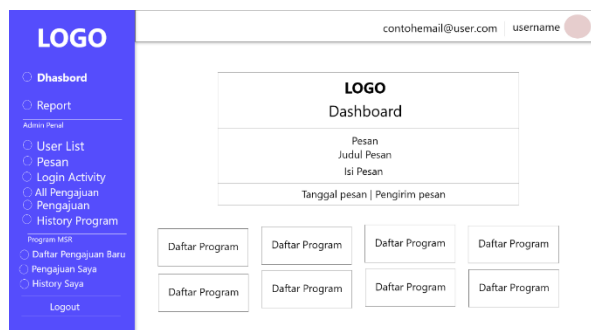 LOGO
Dhasbord
Report
Admin Penal
User List
Pesan
Login Activity
All Pengajuan
Pengajuan
History Program
Program MSR
Daftar Pengajuan Baru
Pengajuan Saya
History Saya
Logout
contohemail@user.com username
LOGO
Dashboard
Pesan
Judul Pesan
Isi Pesan
Tanggal pesan | Pengirim pesan
Daftar Program Daftar Program Daftar Program Daftar Program
Daftar Program Daftar Program Daftar Program Daftar Program